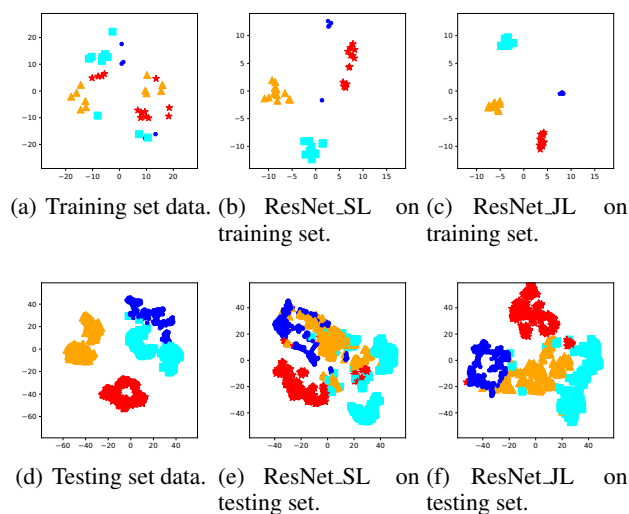 20
10
0
−10
−20
−20 −10 0 10 20
10
5
0
−5
−10
−10 −5 0 5 10 15
15
10
5
0
−5
−10
−10 −5 0 5 10 15
(a) Training set data.
(b) ResNet_SL on
training set.
(c) ResNet_JL on
training set.
40
20
0
−20
−40
−60
−60 −40 −20 0 20 40
40
20
0
−20
−40
−40 −20 0 20 40
40
20
0
−20
−40
−40 −20 0 20 40
(d) Testing set data.
(e) ResNet_SL on
testing set.
(f) ResNet_JL on
testing set.